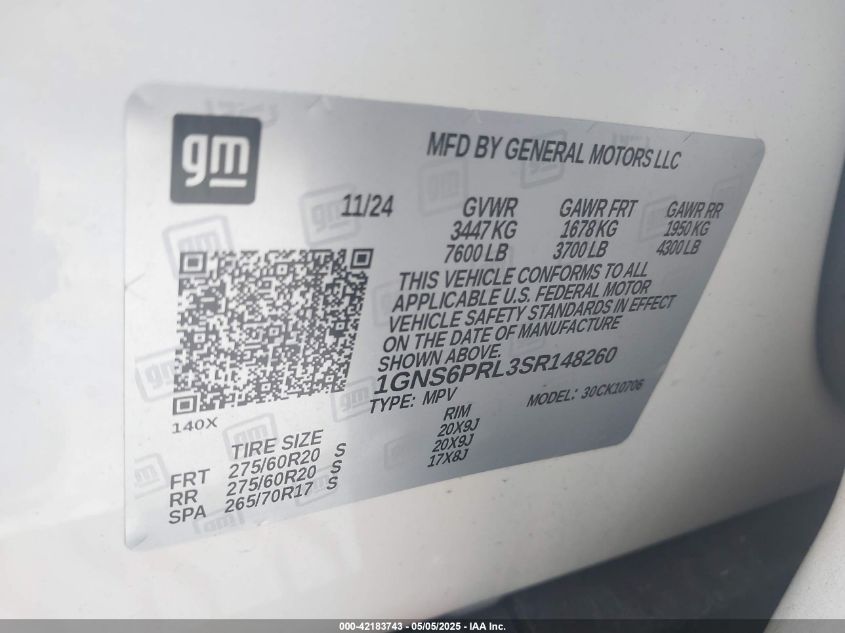 gm
MFD BY GENERAL MOTORS LLC
11/24 GVWR GAWR FRT GAWR RR
3447 KG 1678 KG 1950 KG
7600 LB 3700 LB 4300 LB
THIS VEHICLE CONFORMS TO ALL
APPLICABLE U.S. FEDERAL MOTOR
VEHICLE SAFETY STANDARDS IN EFFECT
ON THE DATE OF MANUFACTURE
SHOWN ABOVE.
1GNS6PRL3SR148260
TYPE: MPV MODEL: 30CK10706
140X
TIRE SIZE RIM
FRT 275/60R20 S 20X9J
RR 275/60R20 S 20X9J
SPA 265/70R17 S 17X8J
000-42183743 - 05/05/2025 - IAA Inc.